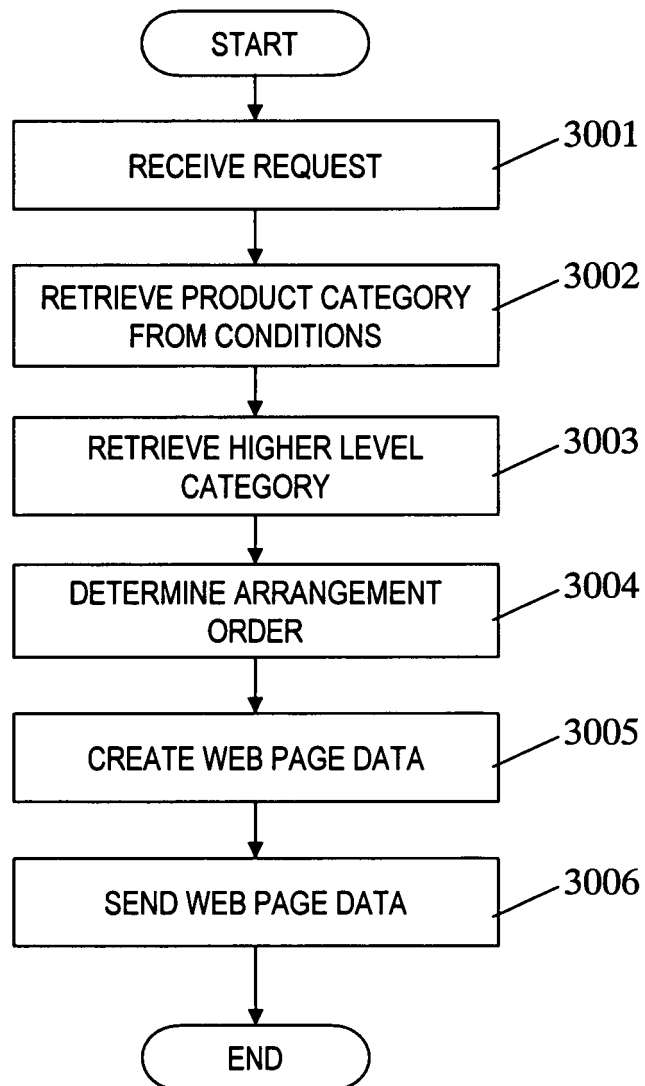 START
RECEIVE REQUEST
3001
RETRIEVE PRODUCT CATEGORY
FROM CONDITIONS
3002
RETRIEVE HIGHER LEVEL
CATEGORY
3003
DETERMINE ARRANGEMENT
ORDER
3004
CREATE WEB PAGE DATA
3005
SEND WEB PAGE DATA
3006
END